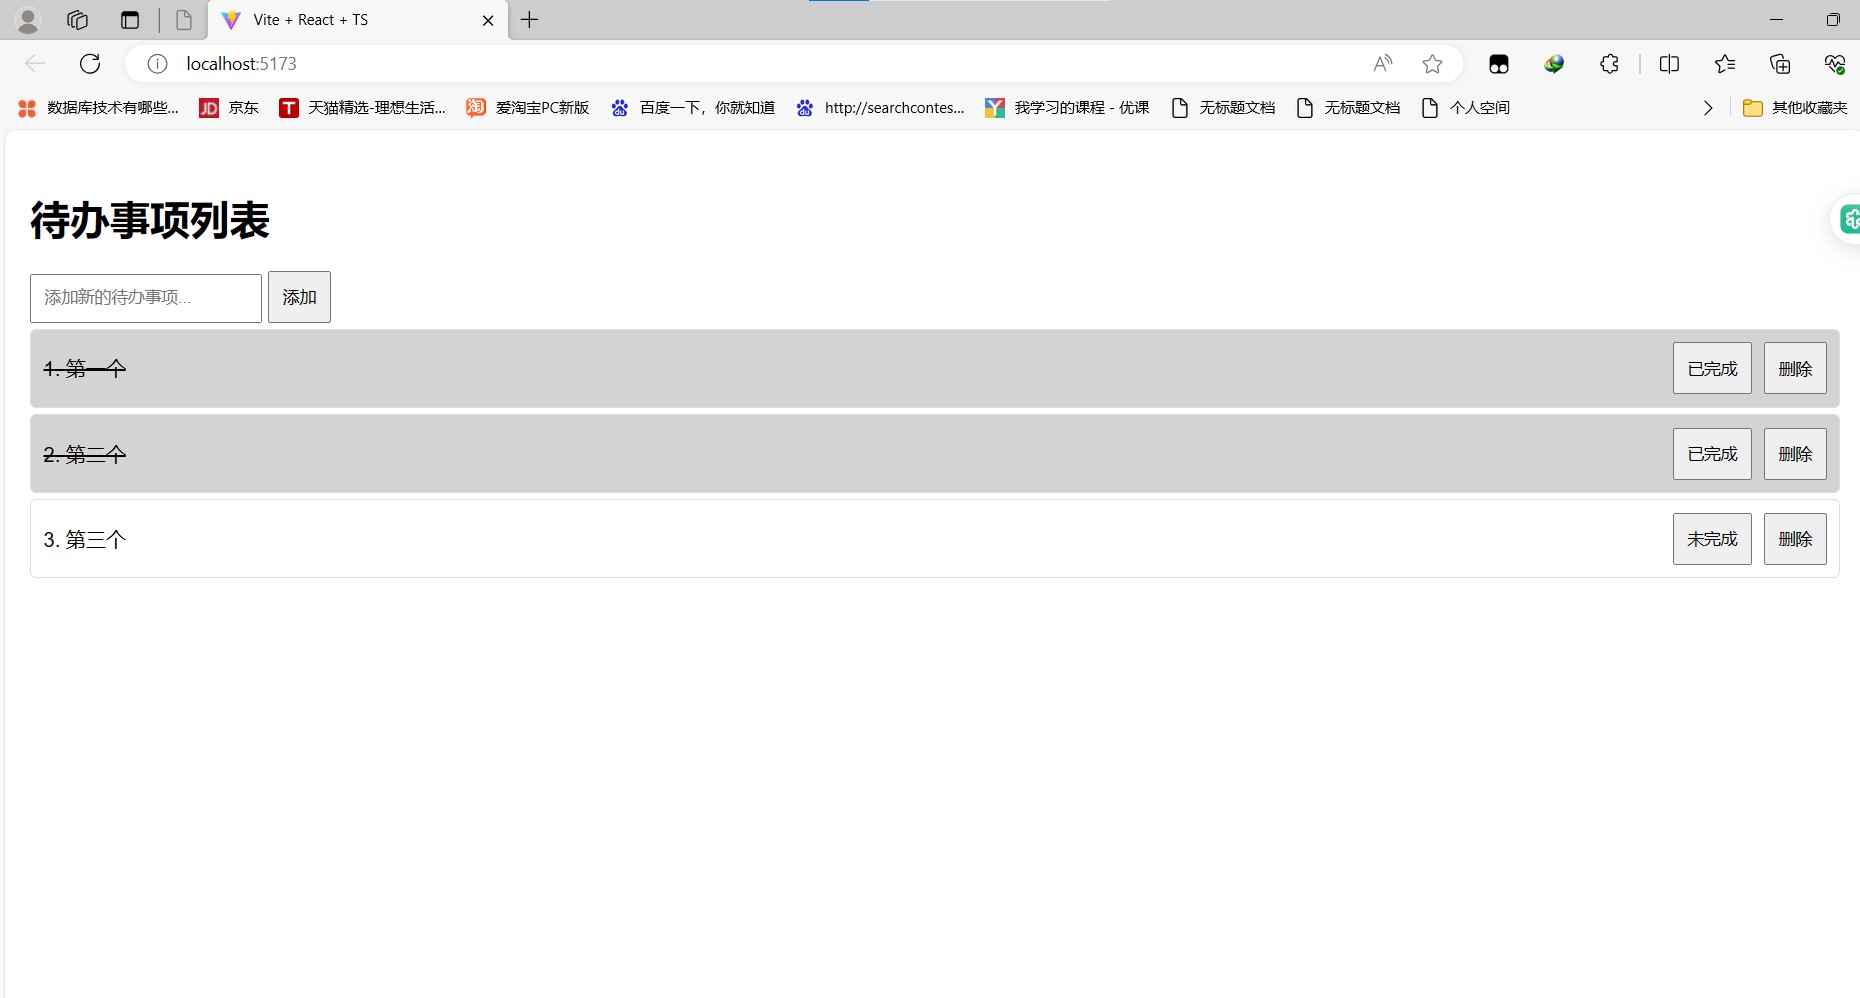 Vite + React + TS
localhost:5173
数据库技术有哪些... JD 京东 T 天猫精选-理想生活... 淘 爱淘宝PC新版 百度一下，你就知道 http://searchcontes... 我学习的课程 - 优课 无标题文档 无标题文档 个人空间 其他收藏夹
待办事项列表
添加新的待办事项... 添加
1. 第一个 已完成 删除
2. 第二个 已完成 删除
3. 第三个 未完成 删除